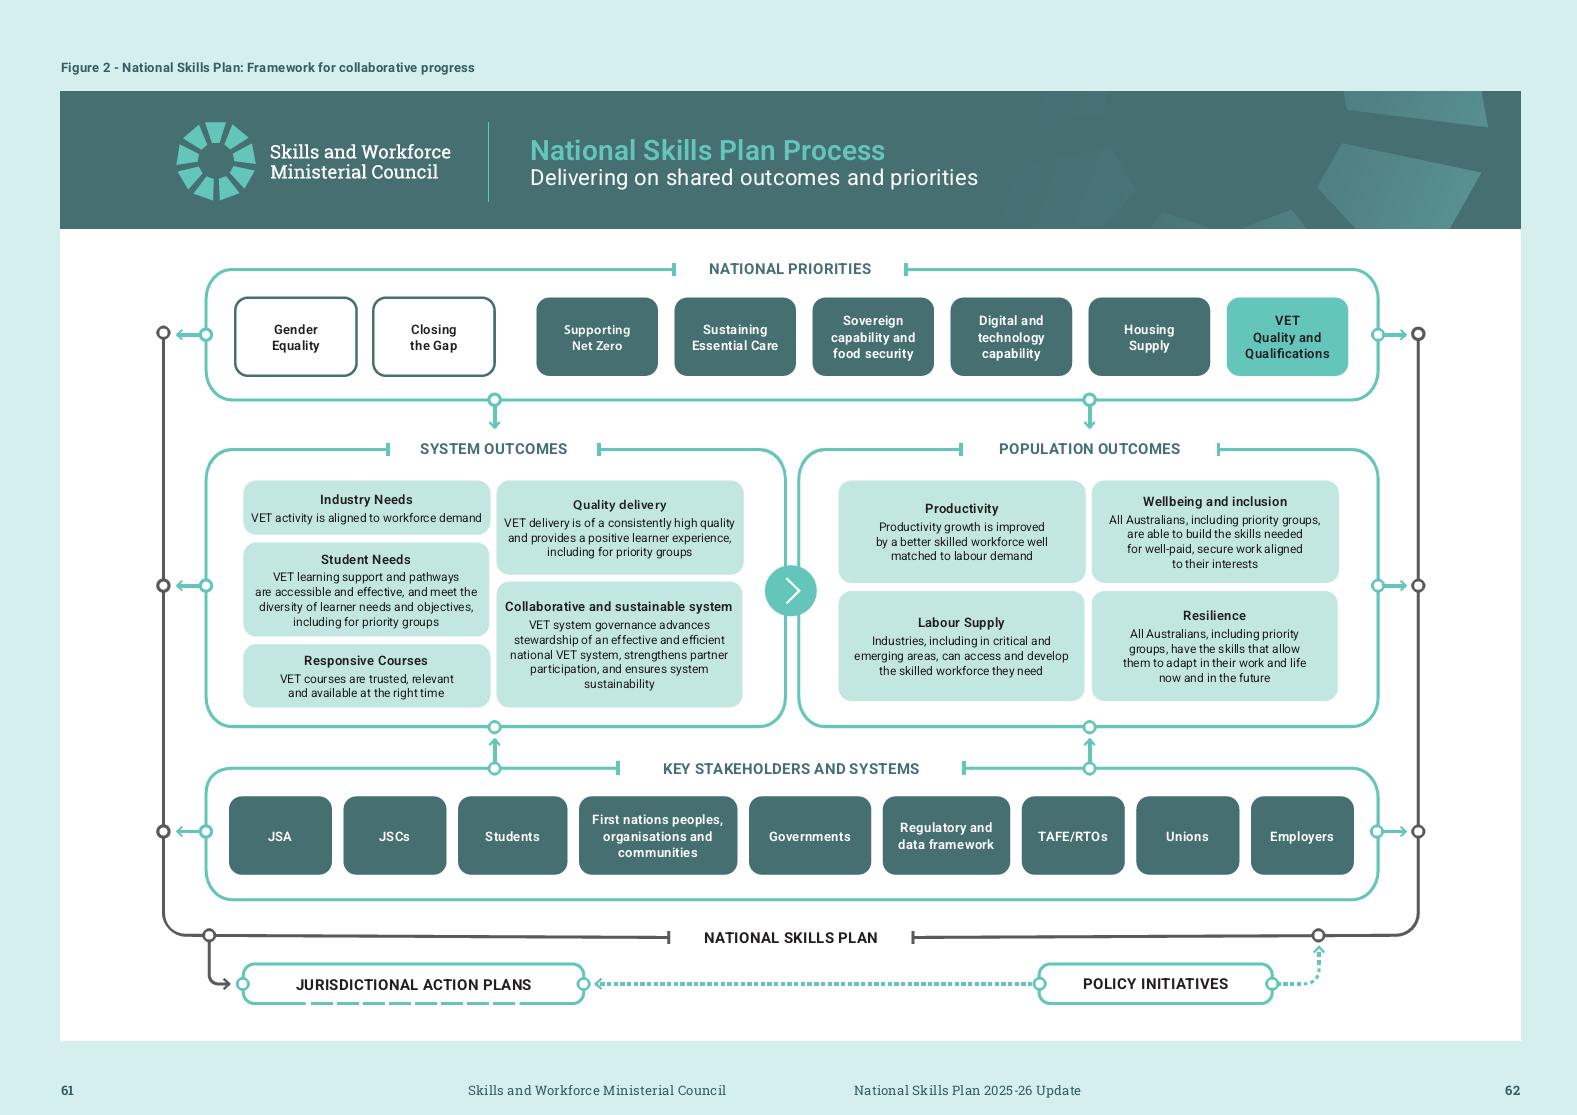 Figure 2 - National Skills Plan: Framework for collaborative progress
Skills and Workforce
Ministerial Council
National Skills Plan Process
Delivering on shared outcomes and priorities
NATIONAL PRIORITIES
Gender
Equality
Closing
the Gap
Supporting
Net Zero
Sustaining
Essential Care
Sovereign
capability and
food security
Digital and
technology
capability
Housing
Supply
VET
Quality and
Qualifications
SYSTEM OUTCOMES
Industry Needs
VET activity is aligned to workforce demand
Student Needs
VET learning support and pathways
are accessible and effective, and meet the
diversity of learner needs and objectives,
including for priority groups
Responsive Courses
VET courses are trusted, relevant
and available at the right time
Quality delivery
VET delivery is of a consistently high quality
and provides a positive learner experience,
including for priority groups
Collaborative and sustainable system
VET system governance advances
stewardship of an effective and efficient
national VET system, strengthens partner
participation, and ensures system
sustainability
POPULATION OUTCOMES
Productivity
Productivity growth is improved
by a better skilled workforce well
matched to labour demand
Wellbeing and inclusion
All Australians, including priority groups,
are able to build the skills needed
for well-paid, secure work aligned
to their interests
Labour Supply
Industries, including in critical and
emerging areas, can access and develop
the skilled workforce they need
Resilience
All Australians, including priority
groups, have the skills that allow
them to adapt in their work and life
now and in the future
KEY STAKEHOLDERS AND SYSTEMS
JSA
JSCs
Students
First nations peoples,
organisations and
communities
Governments
Regulatory and
data framework
TAFE/RTOs
Unions
Employers
NATIONAL SKILLS PLAN
JURISDICTIONAL ACTION PLANS
POLICY INITIATIVES
61
Skills and Workforce Ministerial Council
National Skills Plan 2025-26 Update
62